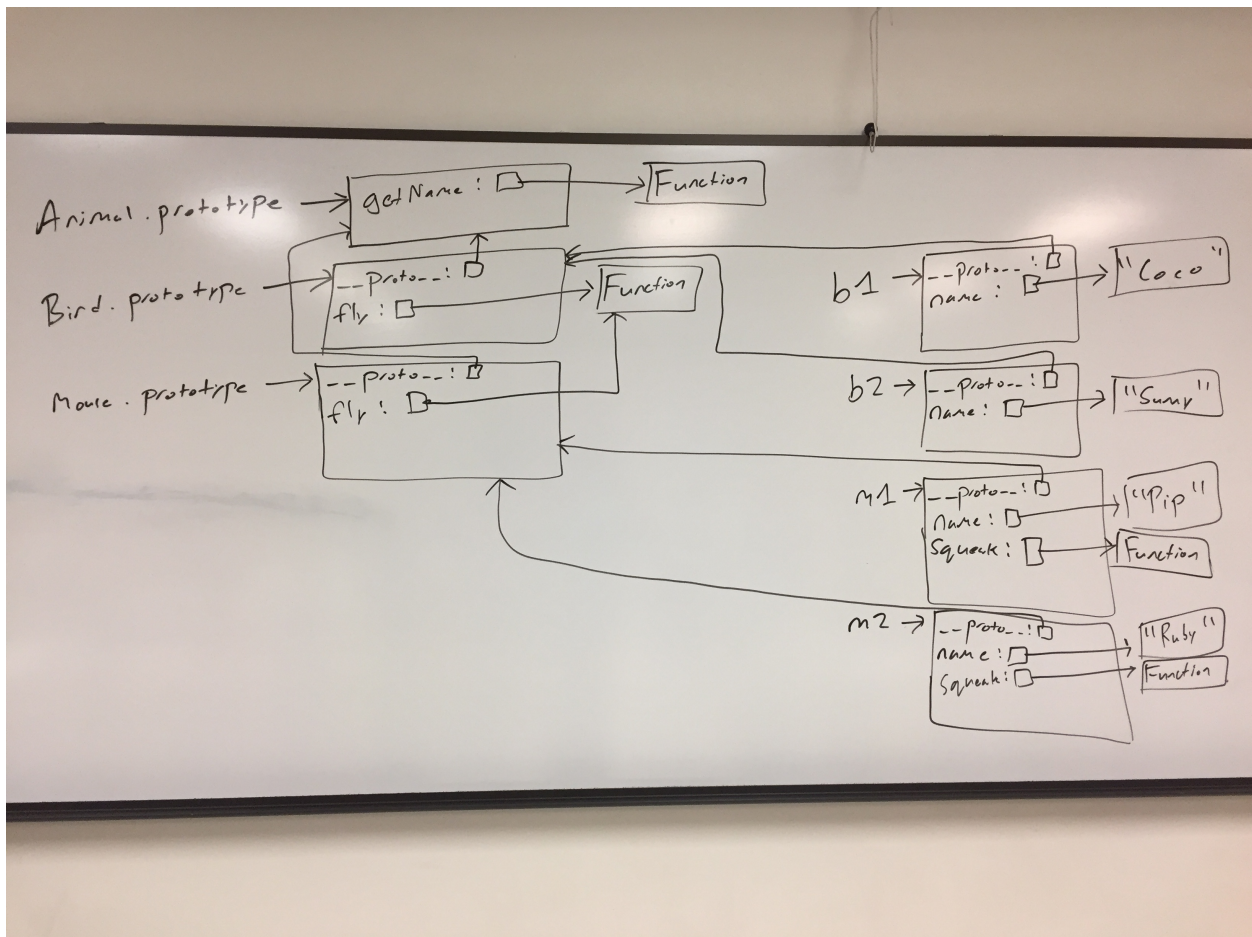 Animal.prototype
getName:
Function
Bird.prototype
__proto__:
fly:
Function
Mouse.prototype
__proto__:
fly:
b1
__proto__:
name:
"Coco"
b2
__proto__:
name:
"Sunny"
m1
__proto__:
name:
Squeak:
"Pip"
Function
m2
__proto__:
name:
Squeak:
"Ruby"
Function